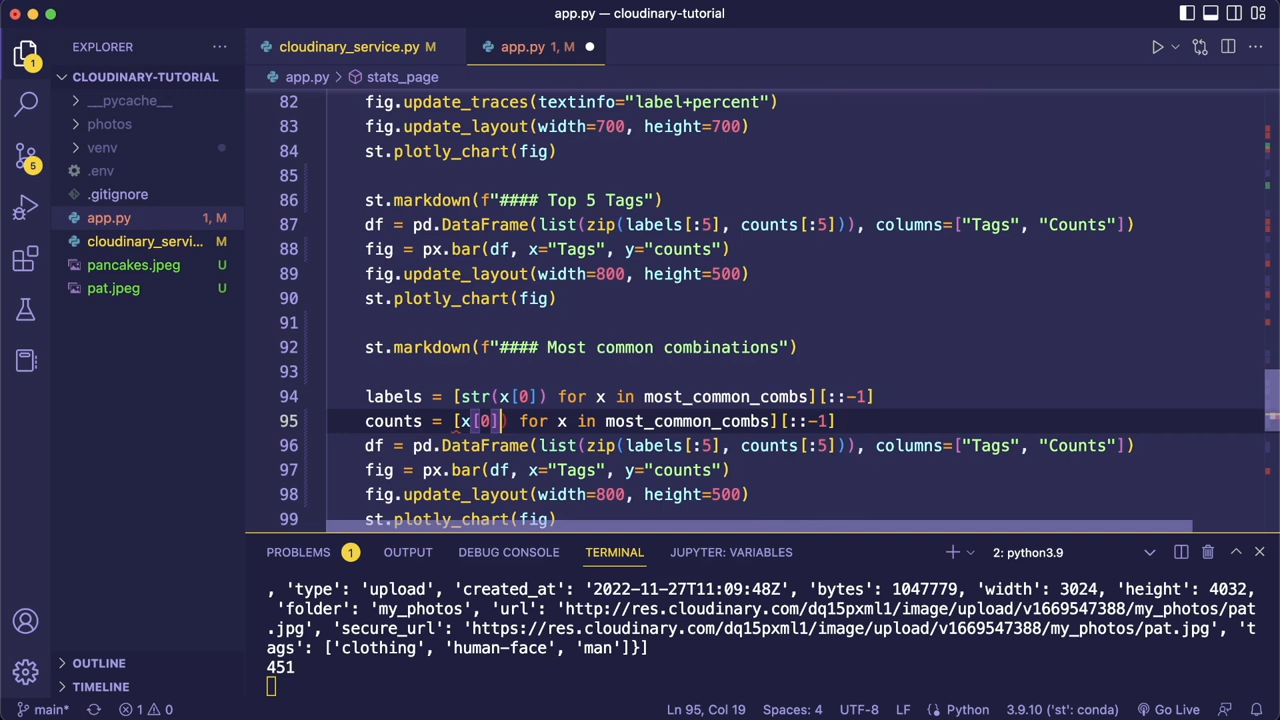 app.py — cloudinary-tutorial
EXPLORER
cloudinary_service.py M
app.py 1, M
CLOUDINARY-TUTORIAL
app.py > stats_page
__pycache__
photos
venv
.env
.gitignore
app.py 1, M
cloudinary_servi... M
pancakes.jpeg U
pat.jpeg U
82 fig.update_traces(textinfo="label+percent")
83 fig.update_layout(width=700, height=700)
84 st.plotly_chart(fig)
85
86 st.markdown(f"#### Top 5 Tags")
87 df = pd.DataFrame(list(zip(labels[:5], counts[:5])), columns=["Tags", "Counts"])
88 fig = px.bar(df, x="Tags", y="counts")
89 fig.update_layout(width=800, height=500)
90 st.plotly_chart(fig)
91
92 st.markdown(f"#### Most common combinations")
93
94 labels = [str(x[0]) for x in most_common_combs][::-1]
95 counts = [x[0]) for x in most_common_combs][::-1]
96 df = pd.DataFrame(list(zip(labels[:5], counts[:5])), columns=["Tags", "Counts"])
97 fig = px.bar(df, x="Tags", y="counts")
98 fig.update_layout(width=800, height=500)
99 st.plotly_chart(fig)
PROBLEMS 1 OUTPUT DEBUG CONSOLE TERMINAL JUPYTER: VARIABLES 2: python3.9
, 'type': 'upload', 'created_at': '2022-11-27T11:09:48Z', 'bytes': 1047779, 'width': 3024, 'height': 4032,
'folder': 'my_photos', 'url': 'http://res.cloudinary.com/dq15pxml1/image/upload/v1669547388/my_photos/pat
.jpg', 'secure_url': 'https://res.cloudinary.com/dq15pxml1/image/upload/v1669547388/my_photos/pat.jpg', 't
ags': ['clothing', 'human-face', 'man']}]
451
OUTLINE
TIMELINE
1
5
main* 1 0 Ln 95, Col 19 Spaces: 4 UTF-8 LF Python 3.9.10 ('st': conda) Go Live